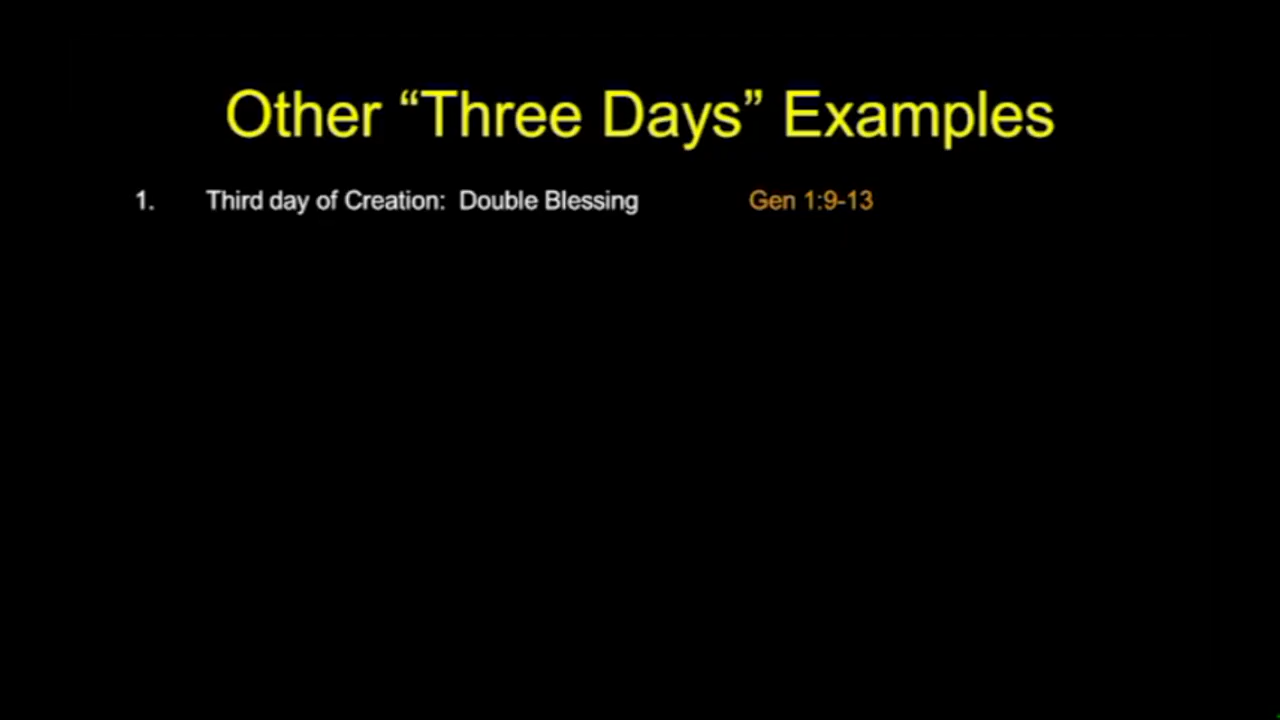 Other “Three Days” Examples
1. Third day of Creation: Double Blessing Gen 1:9-13